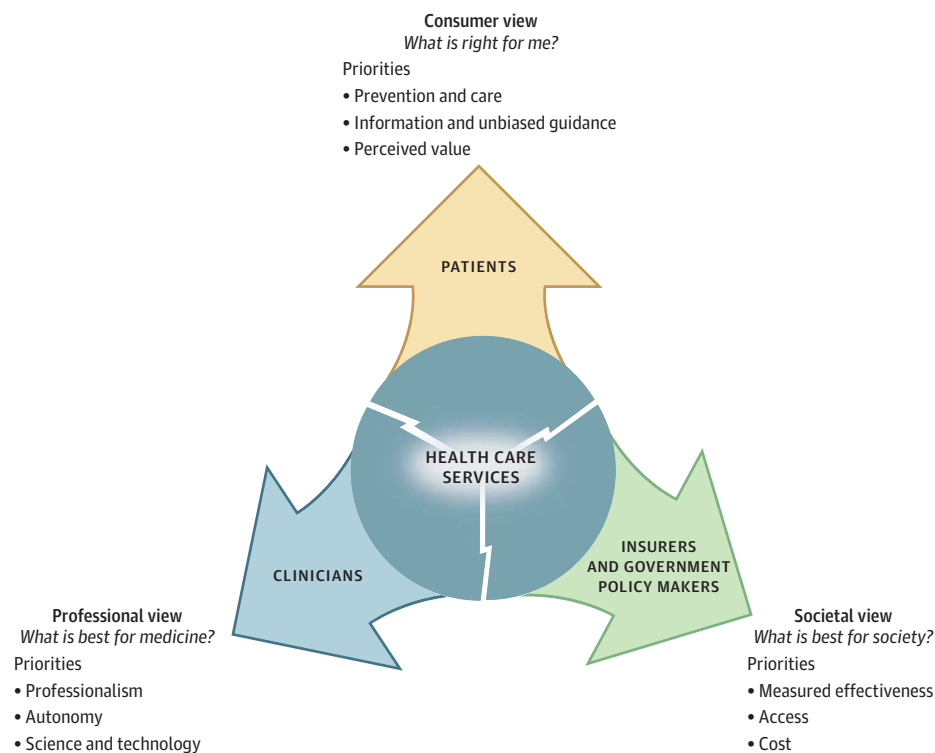 Consumer view
What is right for me?
Priorities
• Prevention and care
• Information and unbiased guidance
• Perceived value
PATIENTS
HEALTH CARE
SERVICES
CLINICIANS
INSURERS
AND GOVERNMENT
POLICY MAKERS
Professional view
What is best for medicine?
Priorities
• Professionalism
• Autonomy
• Science and technology
Societal view
What is best for society?
Priorities
• Measured effectiveness
• Access
• Cost